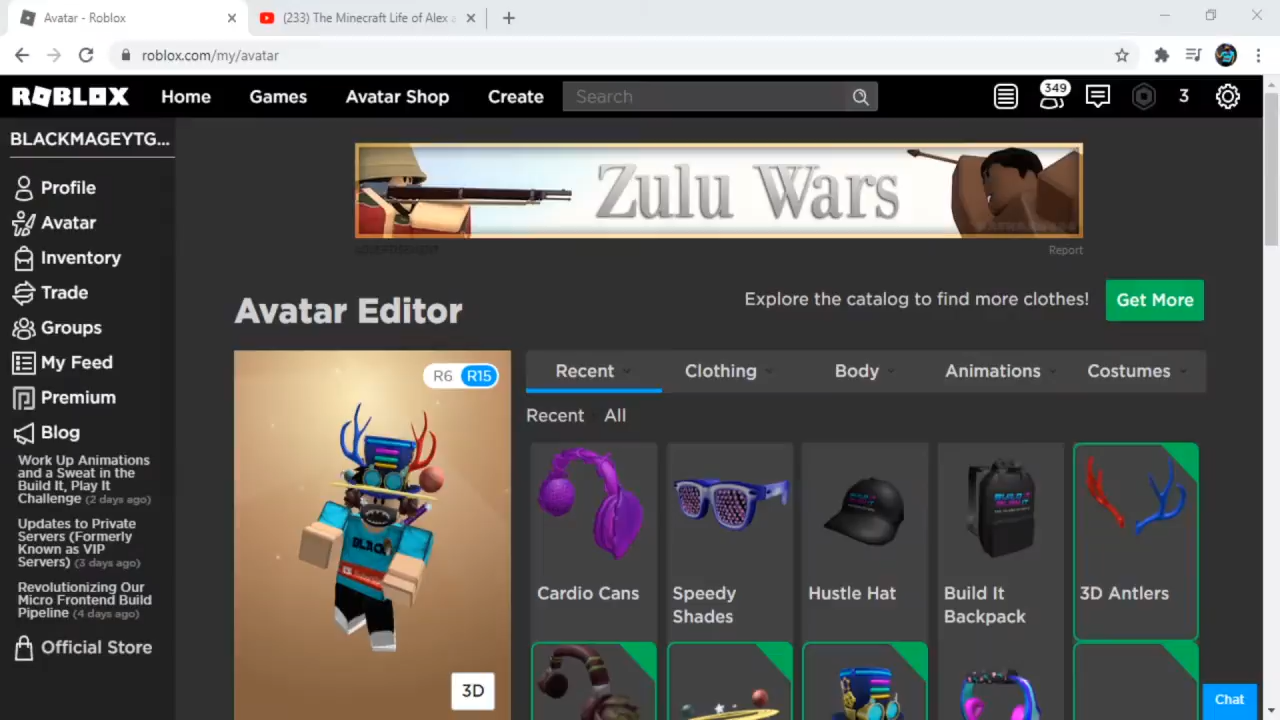 Avatar - Roblox
(233) The Minecraft Life of Alex a
roblox.com/my/avatar
ROBLOX
Home
Games
Avatar Shop
Create
Search
349
3
BLACKMAGEYTG...
Profile
Avatar
Inventory
Trade
Groups
My Feed
Premium
Blog
Work Up Animations
and a Sweat in the
Build It, Play It
Challenge (2 days ago)
Updates to Private
Servers (Formerly
Known as VIP
Servers) (3 days ago)
Revolutionizing Our
Micro Frontend Build
Pipeline (4 days ago)
Official Store
Zulu Wars
ADVERTISEMENT
Report
Avatar Editor
Explore the catalog to find more clothes!
Get More
R6 R15
BLACK
3D
Recent
Clothing
Body
Animations
Costumes
Recent
All
Cardio Cans
Speedy
Shades
Hustle Hat
Build It
Backpack
3D Antlers
Chat